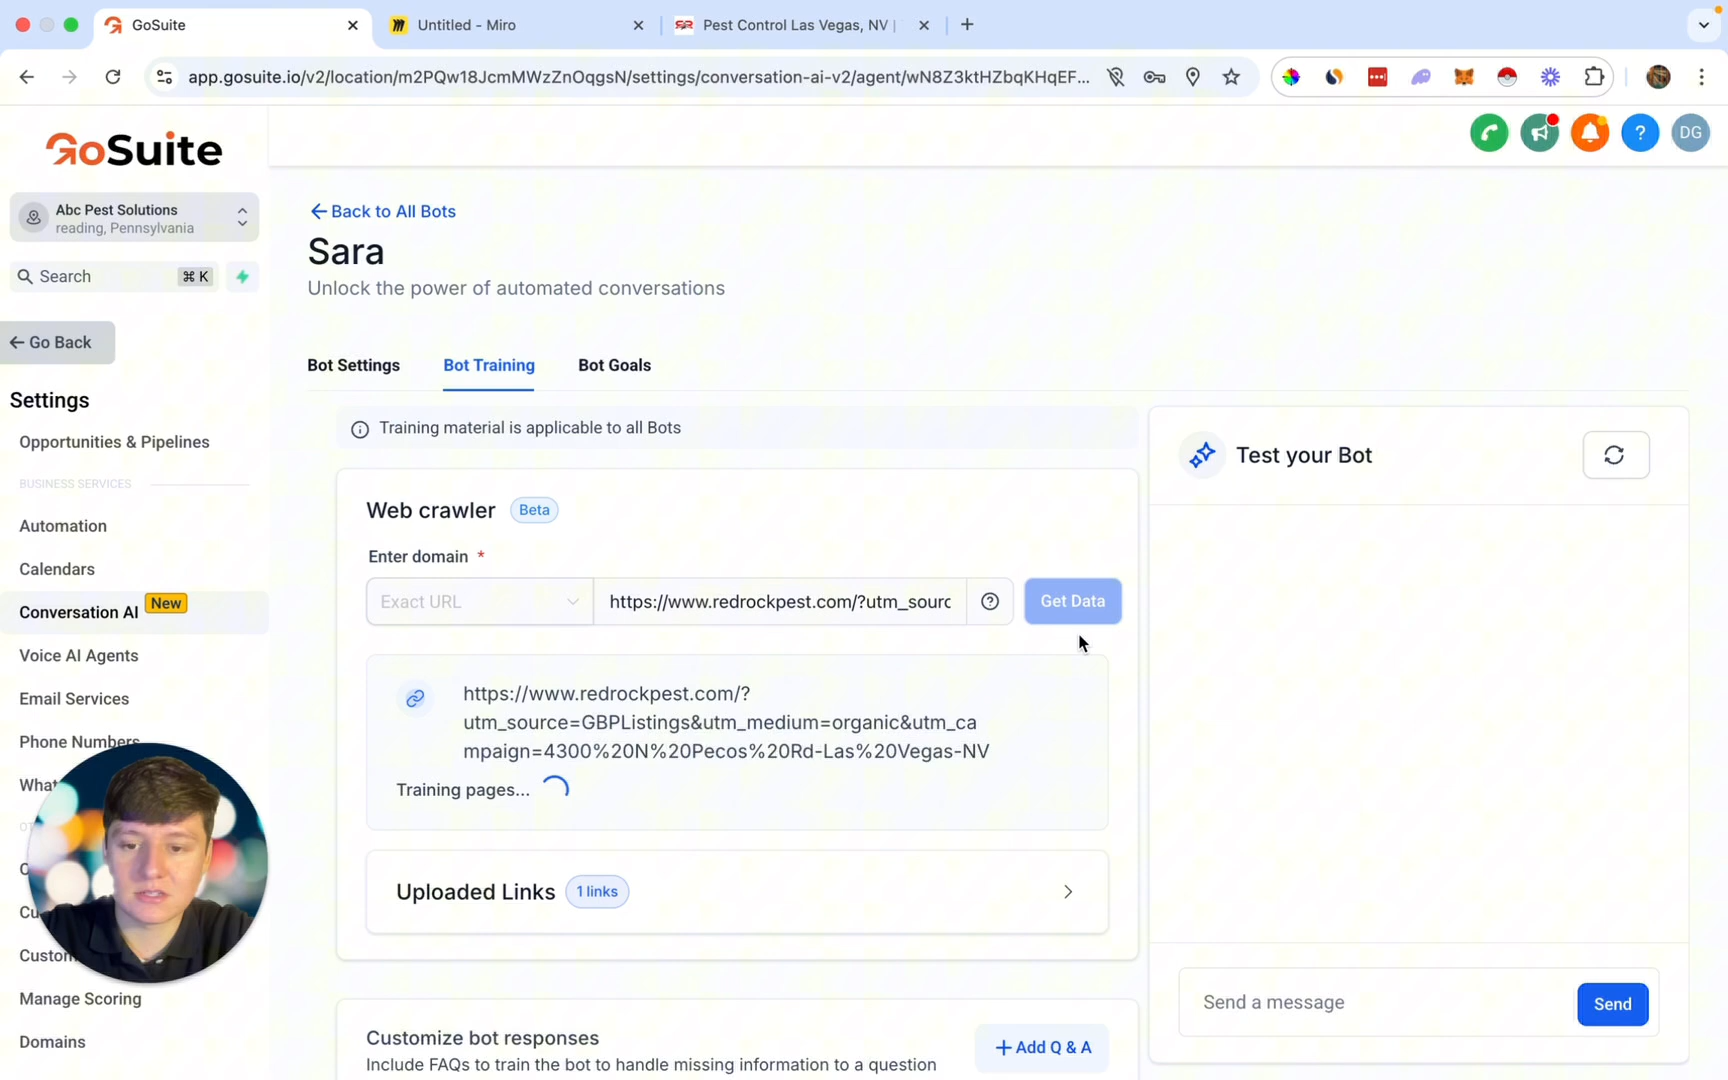 GoSuite
Untitled - Miro
Pest Control Las Vegas, NV |
app.gosuite.io/v2/location/m2PQw18JcmMWzZnOqgsN/settings/conversation-ai-v2/agent/wN8Z3ktHZbqKHqEF...
GoSuite
DG
Abc Pest Solutions
reading, Pennsylvania
Search
⌘ K
Go Back
Settings
Opportunities & Pipelines
BUSINESS SERVICES
Automation
Calendars
Conversation AI
New
Voice AI Agents
Email Services
Phone Numbers
Manage Scoring
Domains
Back to All Bots
Sara
Unlock the power of automated conversations
Bot Settings
Bot Training
Bot Goals
Training material is applicable to all Bots
Web crawler
Beta
Enter domain *
Exact URL
https://www.redrockpest.com/?utm_sourc
Get Data
https://www.redrockpest.com/?
utm_source=GBPListings&utm_medium=organic&utm_ca
mpaign=4300%20N%20Pecos%20Rd-Las%20Vegas-NV
Training pages...
Uploaded Links
1 links
Customize bot responses
Include FAQs to train the bot to handle missing information to a question
Add Q & A
Test your Bot
Send a message
Send